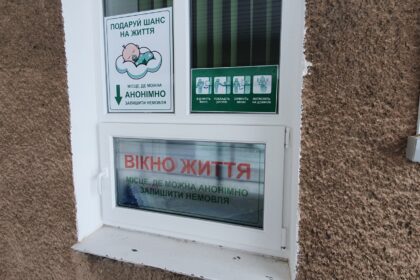 ПОДАРУЙ ШАНС
НА ЖИТТЯ
МІСЦЕ, ДЕ МОЖНА
АНОНІМНО
ЗАЛИШИТИ НЕМОВЛЯ
ВІКНО ЖИТТЯ
МІСЦЕ, ДЕ МОЖНА АНОНІМНО
ЗАЛИШИТИ НЕМОВЛЯ